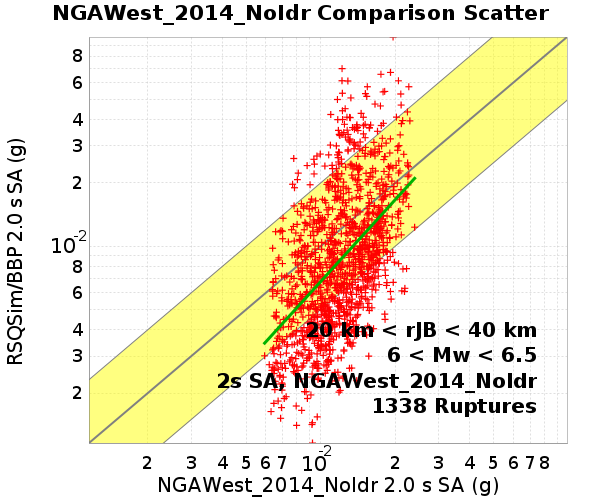 NGAWest_2014_NoIdr Comparison Scatter
RSQSim/BBP 2.0 s SA (g)
8
6
4
3
2
10-2
8
6
4
3
2
20 km < rJB < 40 km
6 < Mw < 6.5
2s SA, NGAWest_2014_NoIdr
1338 Ruptures
2 3 4 5 6 7 10-2 2 3 4 5 6 7 8
NGAWest_2014_NoIdr 2.0 s SA (g)